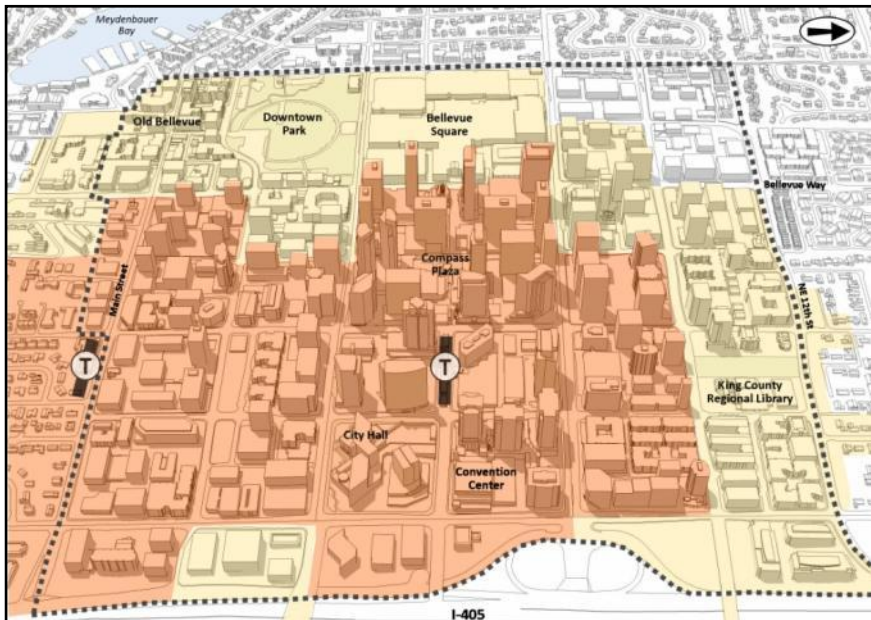 Meydenbauer
Bay
Old Bellevue
Downtown
Park
Bellevue
Square
Bellevue Way
Compass
Plaza
Main Street
NE 12th St
T
T
King County
Regional Library
City Hall
Convention
Center
I-405